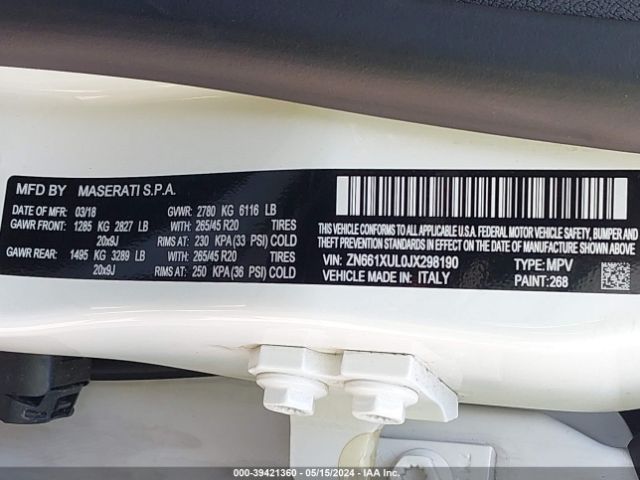 MFD BY MASERATI S.P.A.
DATE OF MFR: 03/18 GVWR: 2780 KG 6116 LB
GAWR FRONT: 1285 KG 2827 LB WITH: 265/45 R20 TIRES
20x9J RIMS AT: 230 KPA(33 PSI) COLD
GAWR REAR: 1495 KG 3289 LB WITH: 265/45 R20 TIRES
20x9J RIMS AT: 250 KPA(36 PSI) COLD
THIS VEHICLE CONFORMS TO ALL APPLICABLE U.S.A. FEDERAL MOTOR
VEHICLE SAFETY BUMPER, AND THEFT PREVENTION STANDARDS IN
EFFECT ON THE DATE OF MANUFACTURE SHOWN ABOVE.
VIN: ZN661XUL0JX298190 TYPE: MPV
VEHICLE MADE IN: ITALY PAINT: 268
000-39421360 - 05/15/2024 - IAA Inc.